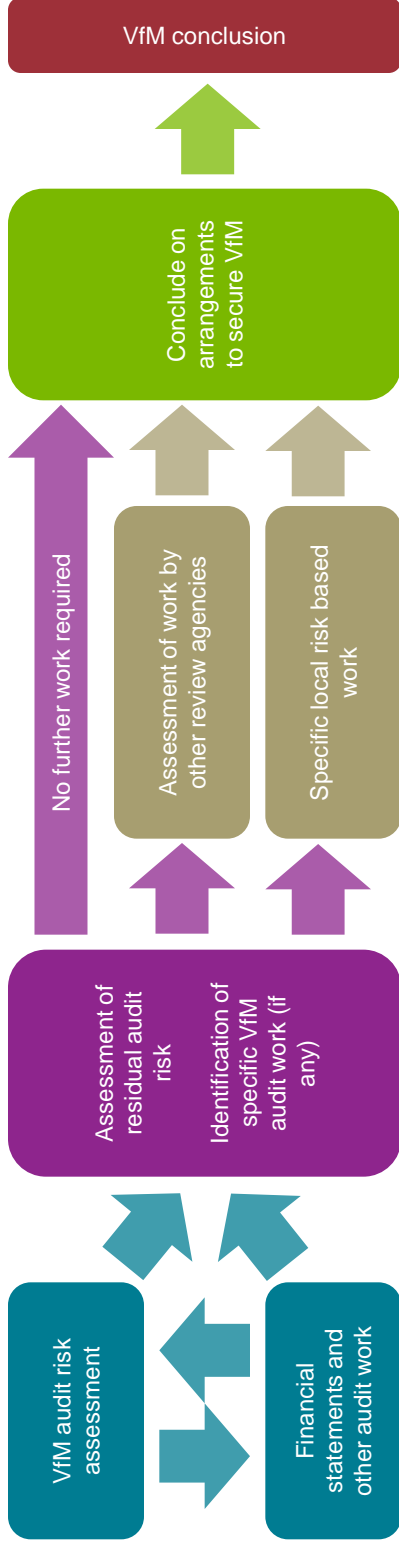 VfM audit risk
assessment
Financial
statements and
other audit work
Assessment of
residual audit
risk
Identification of
specific VfM
audit work (if
any)
No further work required
Assessment of work by
other review agencies
Specific local risk based
work
Conclude on
arrangements
to secure VfM
VfM conclusion